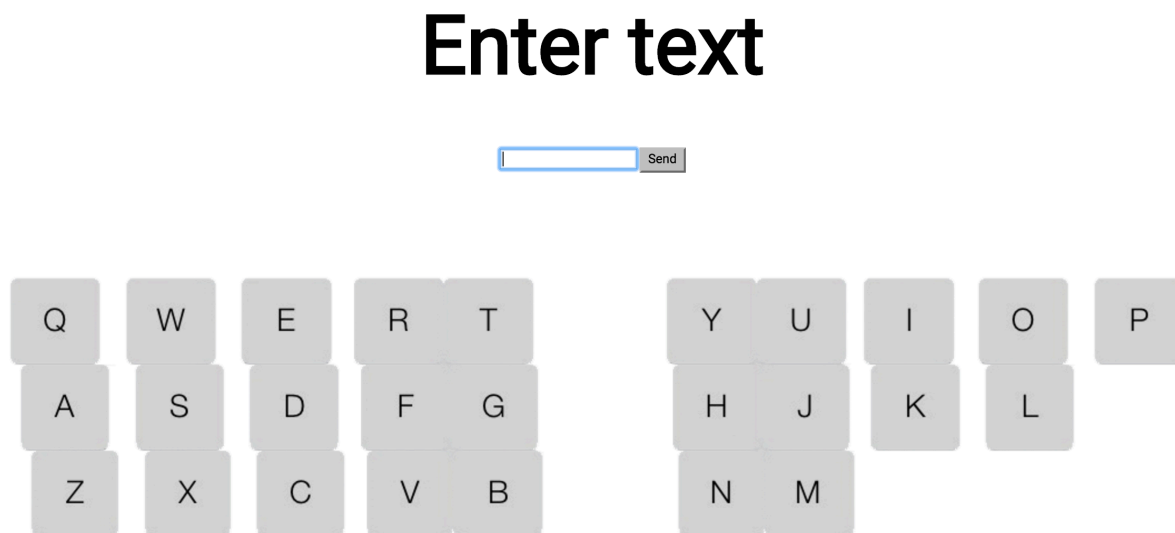 Enter text
Send
Q W E R T Y U I O P
A S D F G H J K L
Z X C V B N M